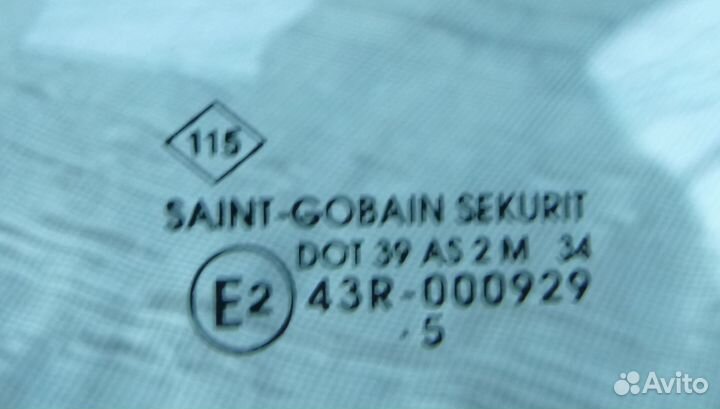 115
SAINT-GOBAIN SEKURIT
DOT 39 AS 2 M 34
E2 43R-000929
. 5
Avito